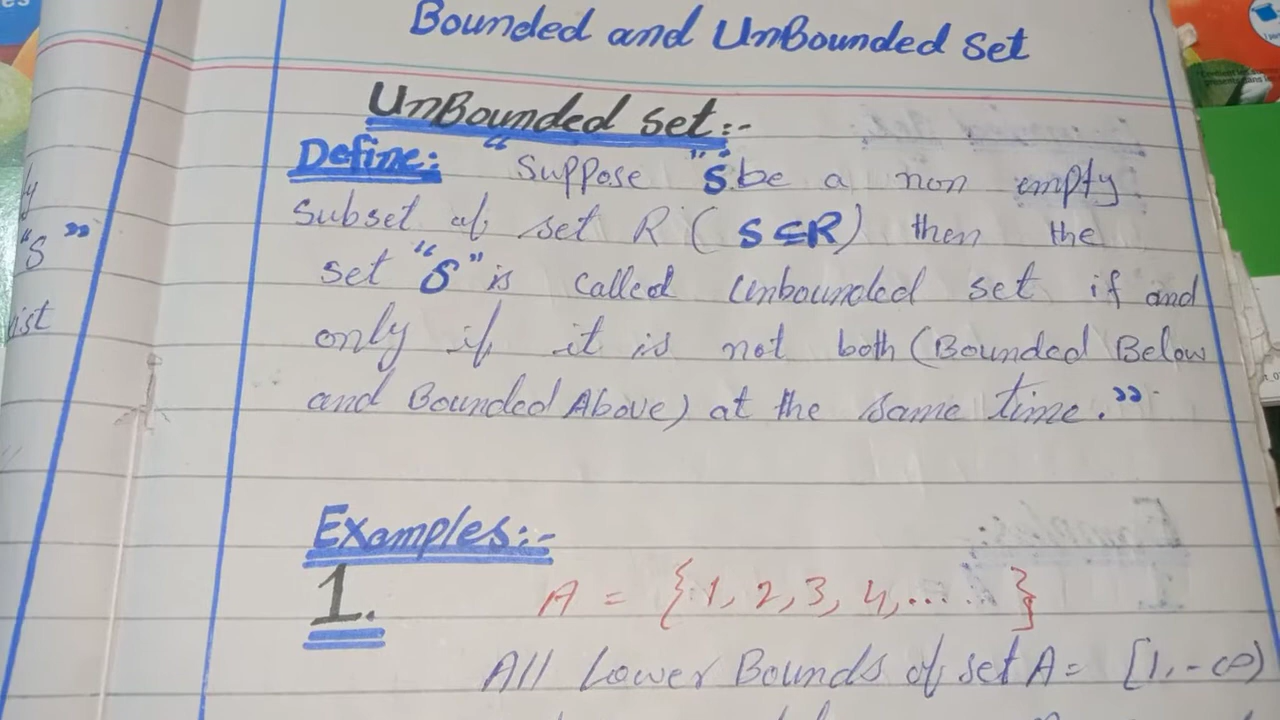 Bounded and UnBounded Set
UnBounded set:-
Define: "Suppose "S" be a non empty
Subset of set R (S⊆R) then the
set "S" is called Unbounded set if and
only if it is not both (Bounded Below
and Bounded Above) at the same time."
Examples:-
1. A = {1, 2, 3, 4, ..... }
All Lower Bounds of set A = [1, -∞)
"S"